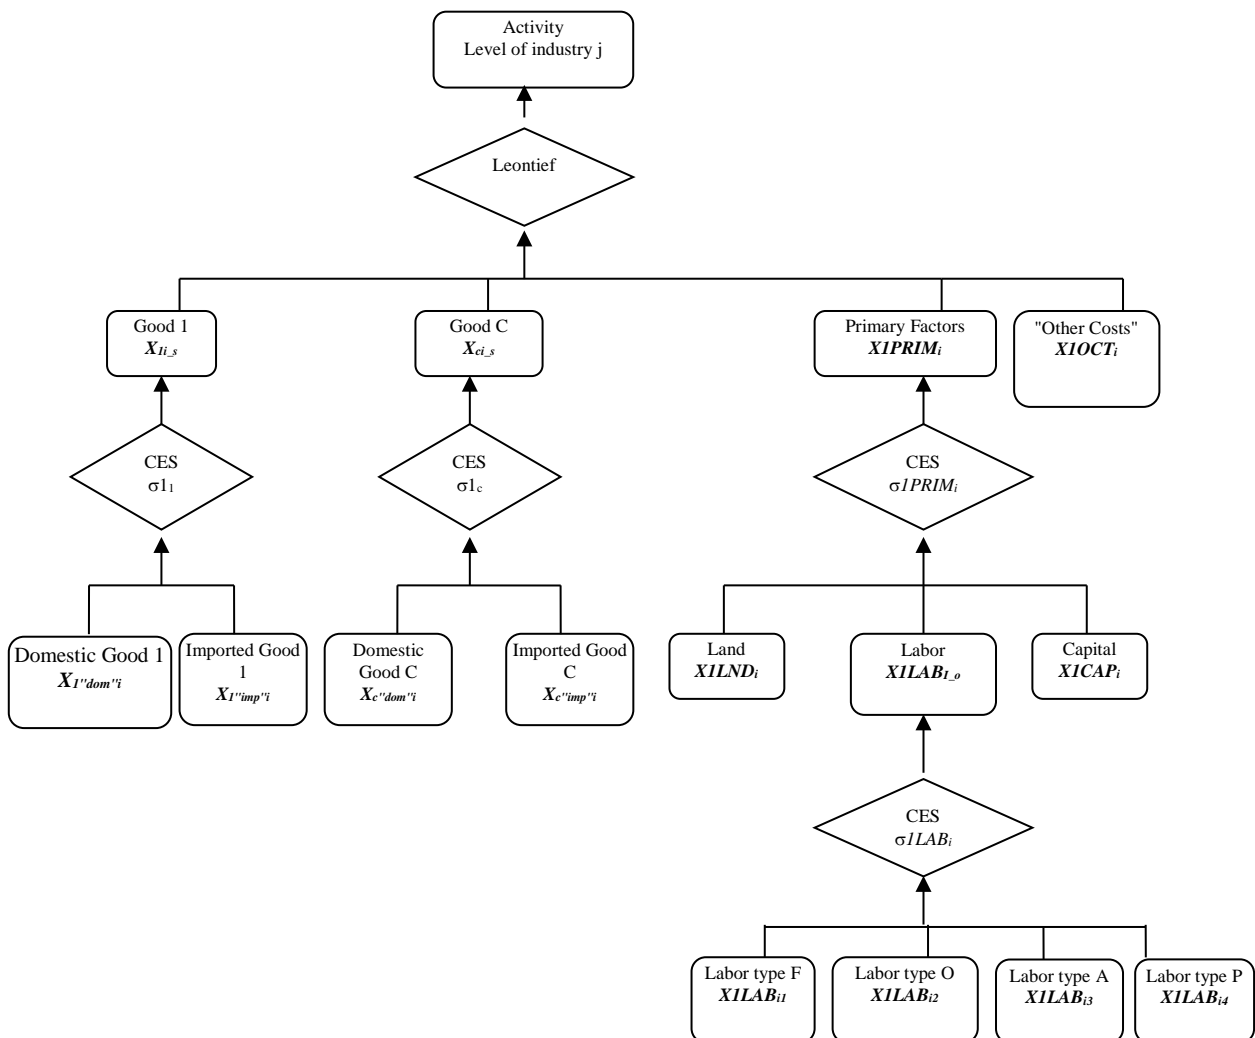 Activity
Level of industry j
Leontief
Good 1
X1i_s
Good C
Xci_s
Primary Factors
X1PRIMi
"Other Costs"
X1OCTi
CES
σ11
CES
σ1c
CES
σ1PRIMi
Domestic Good 1
X1"dom"i
Imported Good
1
X1"imp"i
Domestic
Good C
Xc"dom"i
Imported Good
C
Xc"imp"i
Land
X1LNDi
Labor
X1LABI_o
Capital
X1CAPi
CES
σ1LABi
Labor type F
X1LABi1
Labor type O
X1LABi2
Labor type A
X1LABi3
Labor type P
X1LABi4